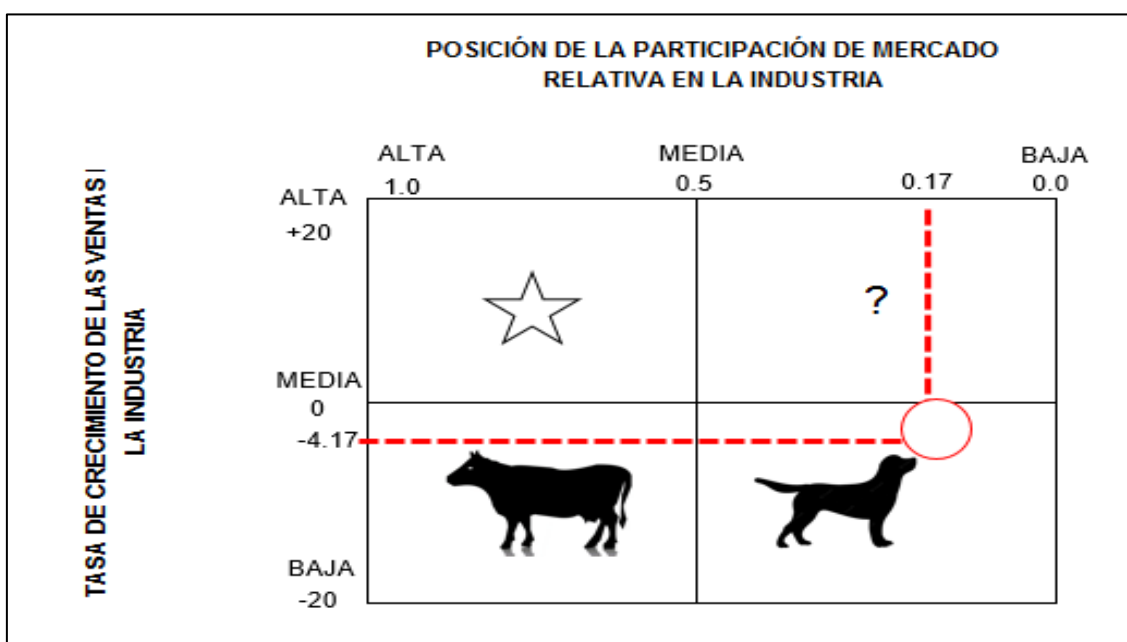 POSICIÓN DE LA PARTICIPACIÓN DE MERCADO
RELATIVA EN LA INDUSTRIA
ALTA MEDIA BAJA
1.0 0.5 0.17 0.0
ALTA
+20
?
MEDIA
0
-4.17
BAJA
-20
TASA DE CRECIMIENTO DE LAS VENTAS
LA INDUSTRIA